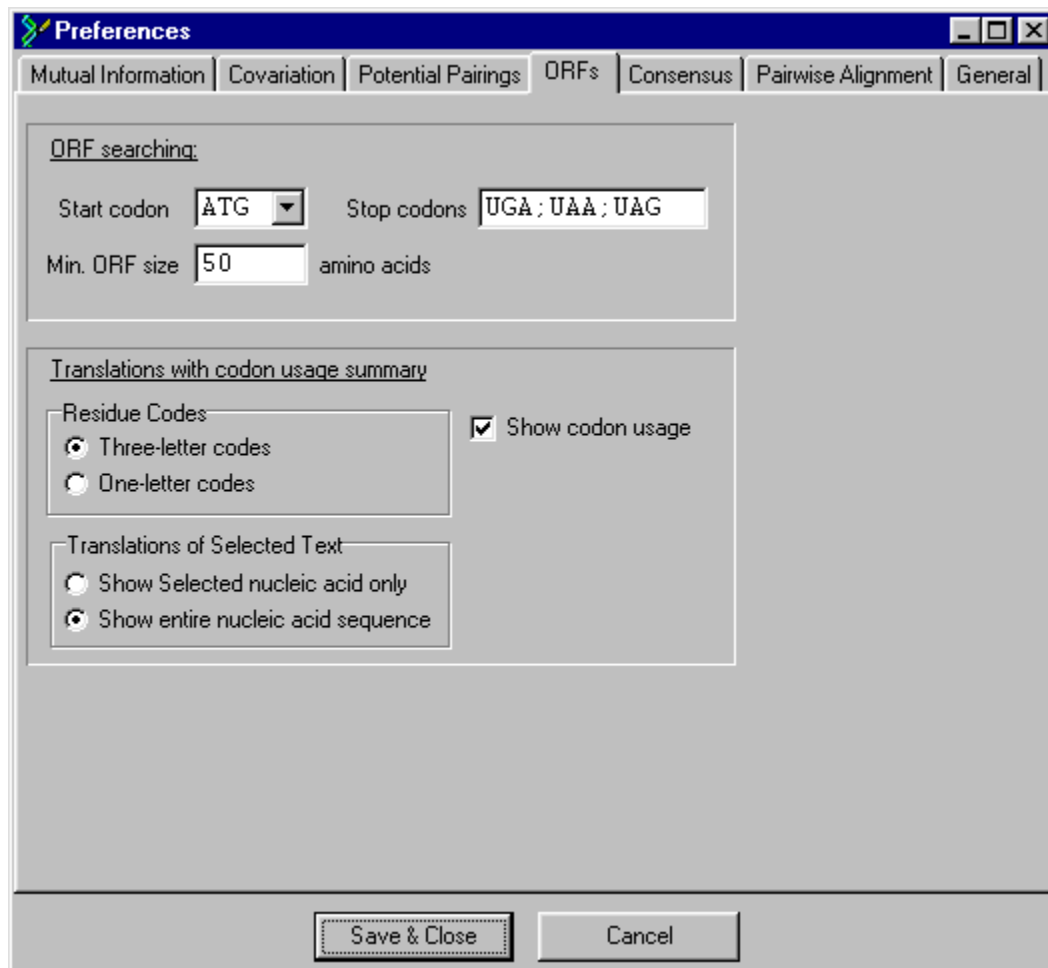 Preferences
Mutual Information Covariation Potential Pairings ORFs Consensus Pairwise Alignment General
ORF searching:
Start codon ATG Stop codons UGA;UAA;UAG
Min. ORF size 50 amino acids
Translations with codon usage summary
Residue Codes
Show codon usage
Three-letter codes
One-letter codes
Translations of Selected Text
Show Selected nucleic acid only
Show entire nucleic acid sequence
Save & Close Cancel